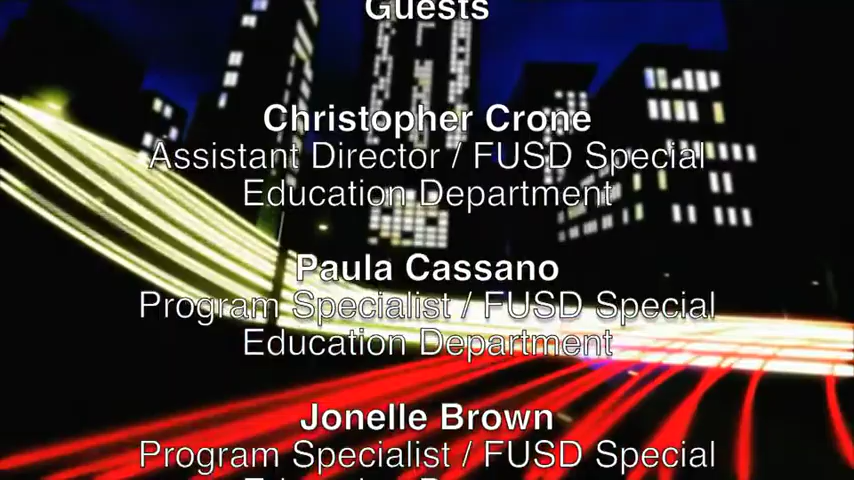 Guests
Christopher Crone
Assistant Director / FUSD Special
Education Department
Paula Cassano
Program Specialist / FUSD Special
Education Department
Jonelle Brown
Program Specialist / FUSD Special